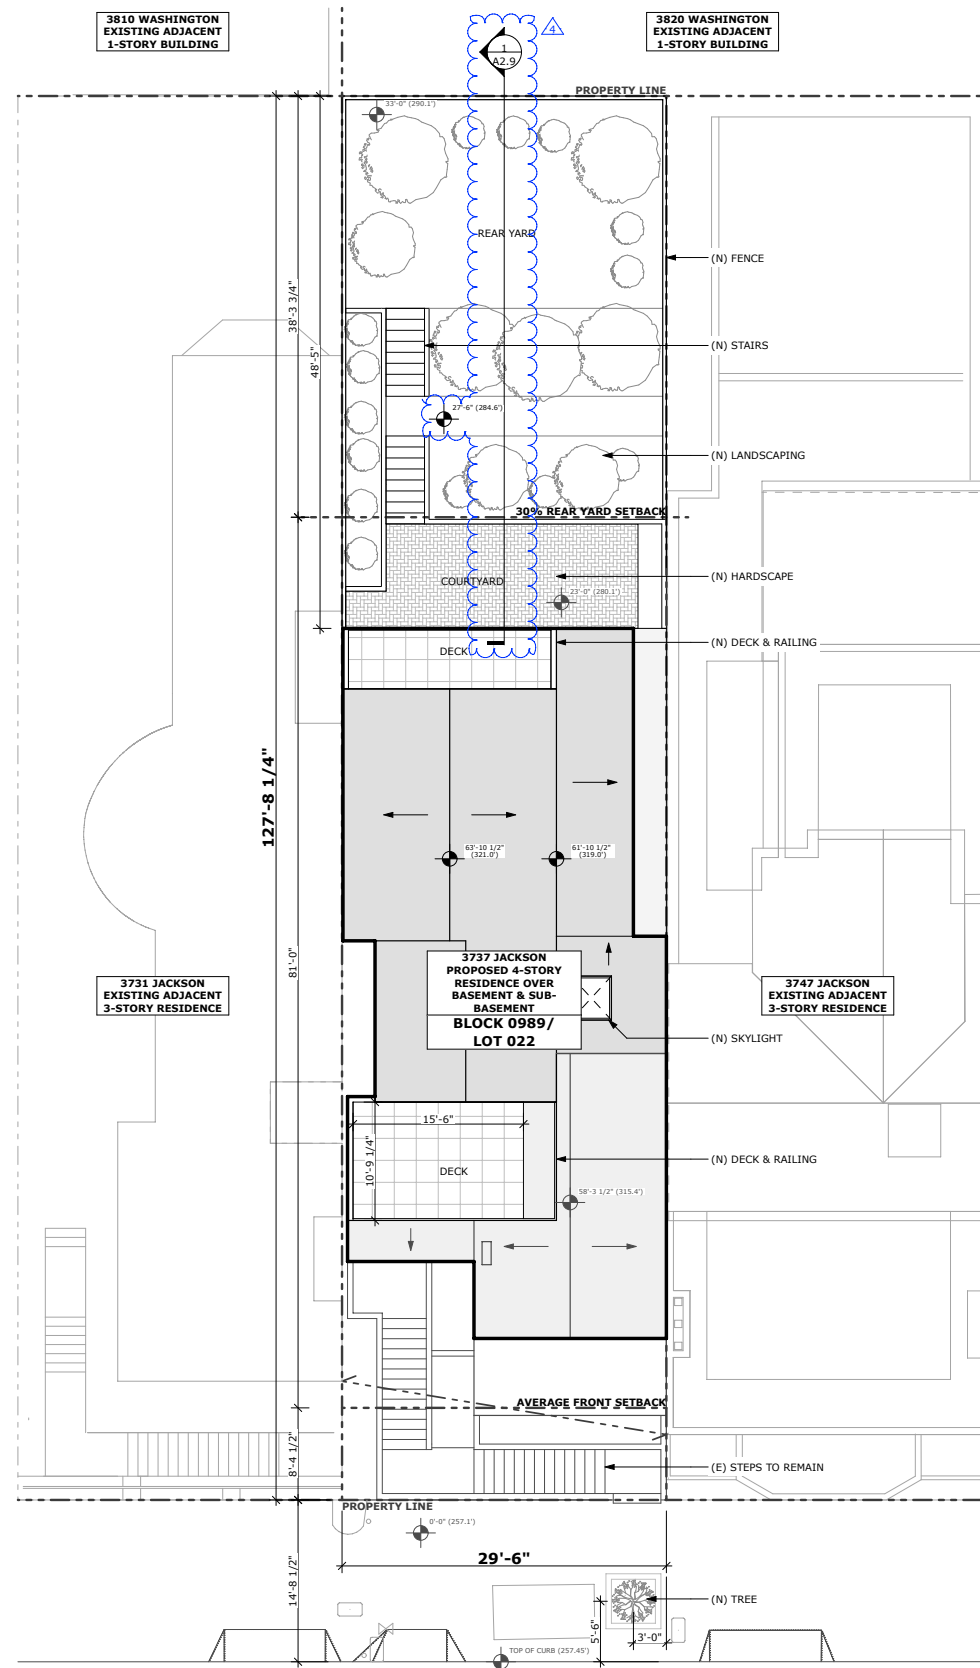 3810 WASHINGTON
EXISTING ADJACENT
1-STORY BUILDING
3820 WASHINGTON
EXISTING ADJACENT
1-STORY BUILDING
4
1
A2.9
PROPERTY LINE
33'-0" (290.1')
REAR YARD
(N) FENCE
38'-3 3/4"
48'-5"
(N) STAIRS
27'-6" (284.6')
(N) LANDSCAPING
30% REAR YARD SETBACK
COURTYARD
(N) HARDSCAPE
23'-0" (280.1')
DECK
(N) DECK & RAILING
127'-8 1/4"
63'-10 1/2"
(321.0')
61'-10 1/2"
(319.0')
81'-0"
3731 JACKSON
EXISTING ADJACENT
3-STORY RESIDENCE
3737 JACKSON
PROPOSED 4-STORY
RESIDENCE OVER
BASEMENT & SUB-
BASEMENT
BLOCK 0989/
LOT 022
3747 JACKSON
EXISTING ADJACENT
3-STORY RESIDENCE
(N) SKYLIGHT
15'-6"
10'-9 1/4"
DECK
(N) DECK & RAILING
58'-3 1/2" (315.4')
AVERAGE FRONT SETBACK
8'-4 1/2"
(E) STEPS TO REMAIN
PROPERTY LINE
0'-0" (257.1')
29'-6"
14'-8 1/2"
(N) TREE
5'-6"
3'-0"
TOP OF CURB (257.45')